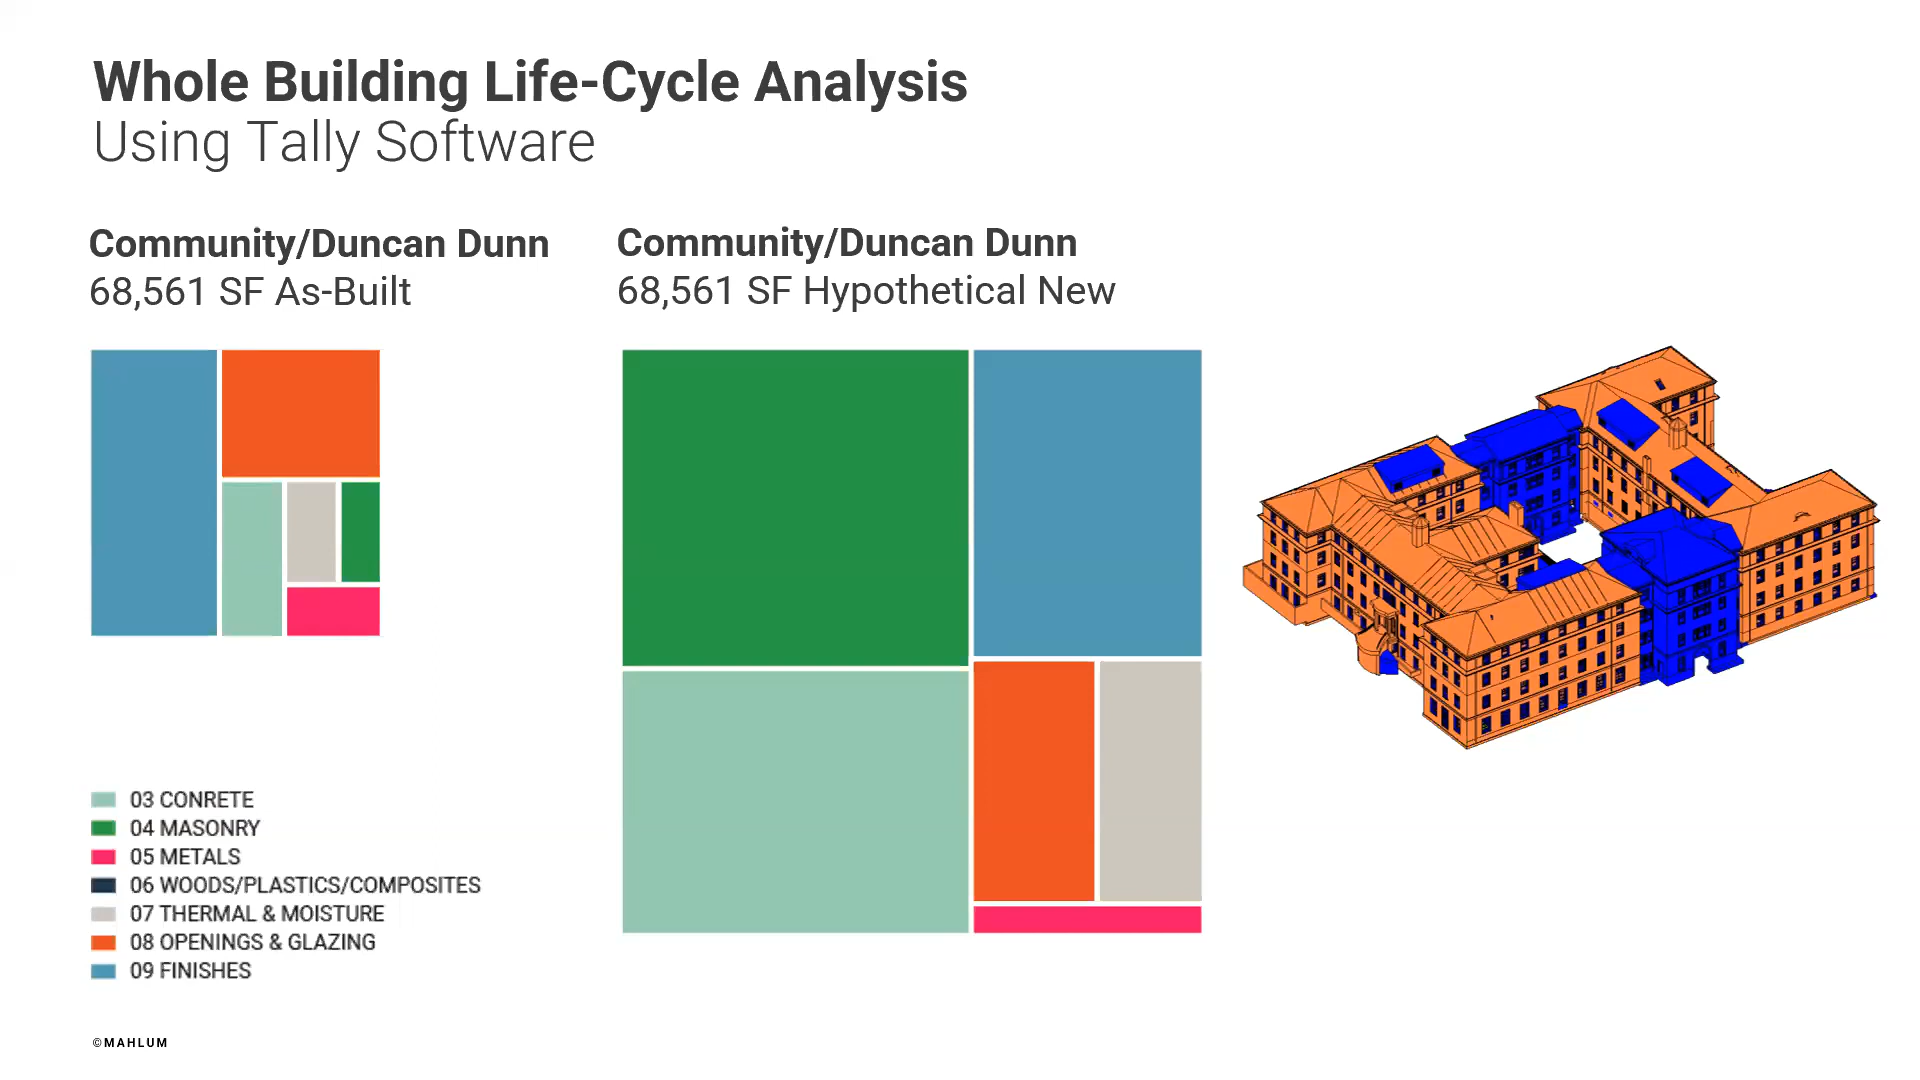 Whole Building Life-Cycle Analysis
Using Tally Software
Community/Duncan Dunn
68,561 SF As-Built
Community/Duncan Dunn
68,561 SF Hypothetical New
03 CONRETE
04 MASONRY
05 METALS
06 WOODS/PLASTICS/COMPOSITES
07 THERMAL & MOISTURE
08 OPENINGS & GLAZING
09 FINISHES
©MAHLUM